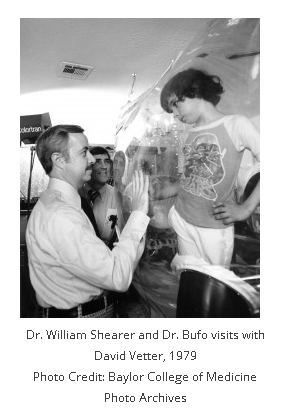 elortran
Dr. William Shearer and Dr. Bufo visits with
David Vetter, 1979
Photo Credit: Baylor College of Medicine
Photo Archives